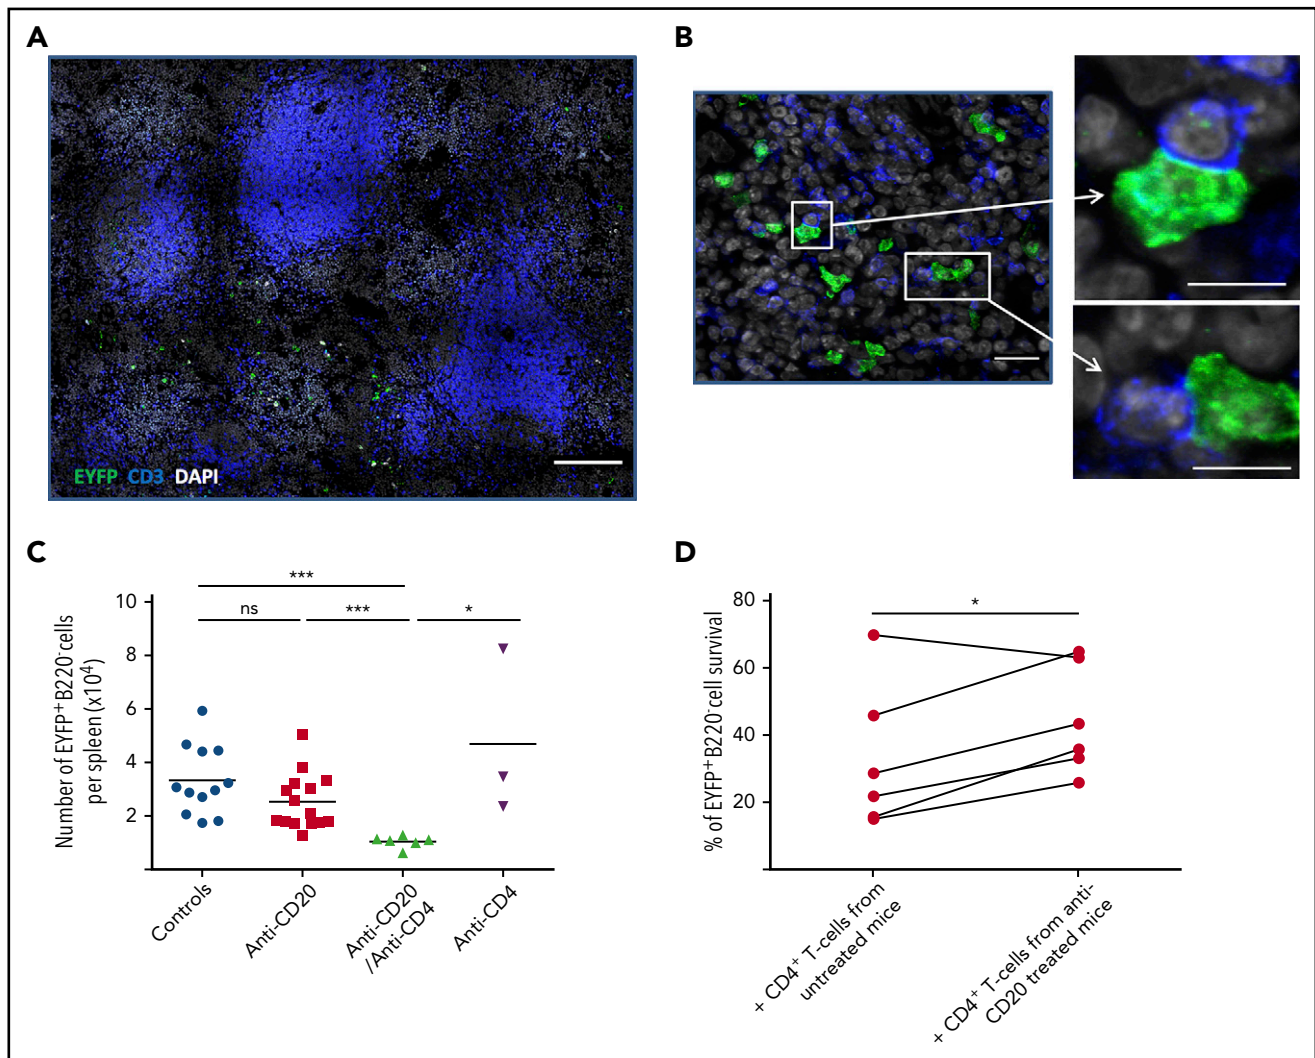 A
B
EYFP CD3 DAPI
C
Number of EYFP⁺B220⁻cells
per spleen (x10⁴)
10
8
6
4
2
***
ns
***
*
Controls
Anti-CD20
Anti-CD20
/Anti-CD4
Anti-CD4
D
% of EYFP⁺B220⁻cell survival
80
60
40
20
*
+ CD4⁺ T-cells from
untreated mice
+ CD4⁺ T-cells from anti-
CD20 treated mice